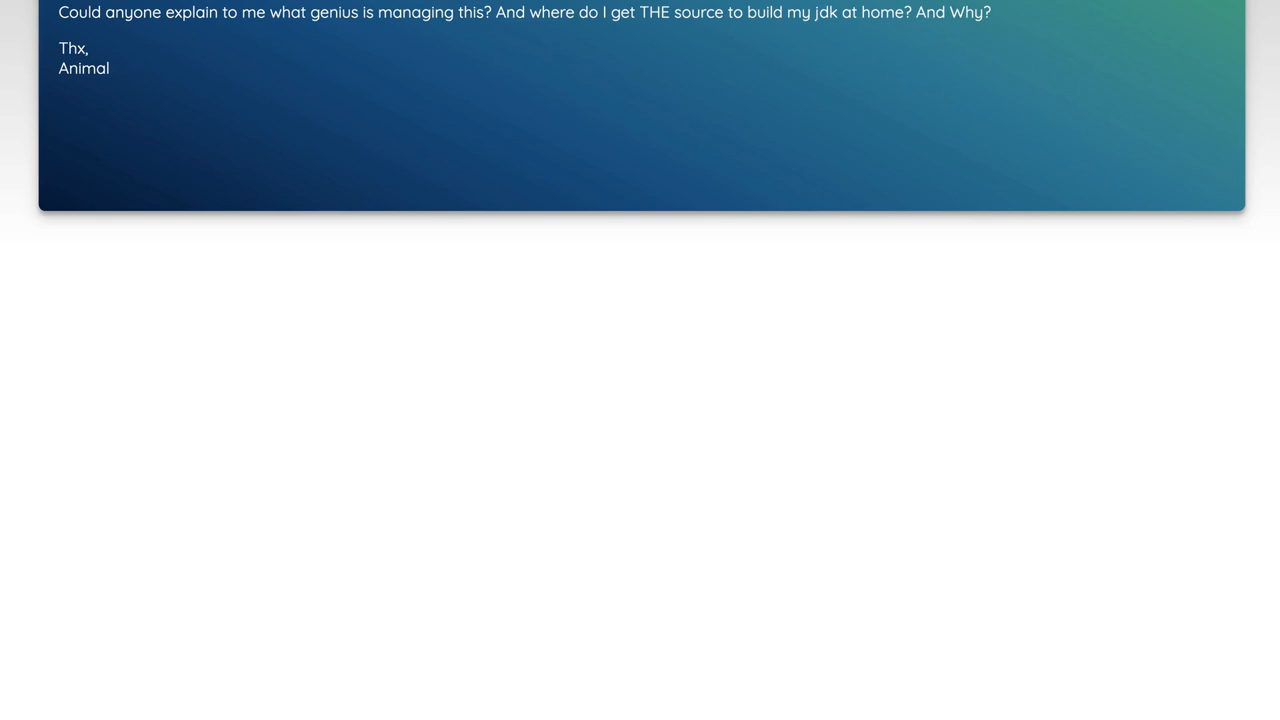 Could anyone explain to me what genius is managing this? And where do I get THE source to build my jdk at home? And Why?
Thx,
Animal